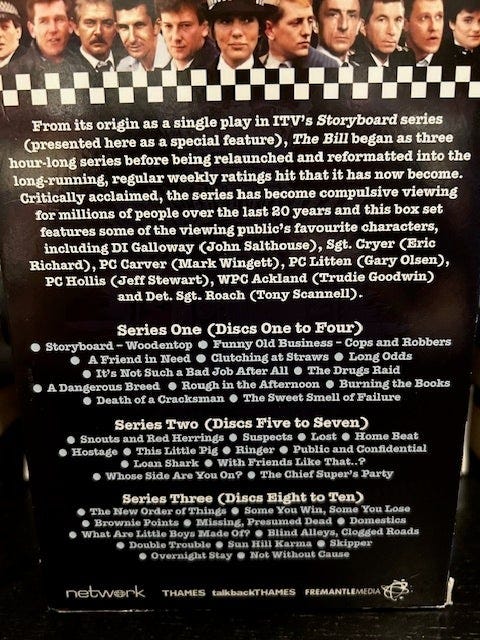 From its origin as a single play in ITV's Storyboard series
(presented here as a special feature), The Bill began as three
hour-long series before being relaunched and reformatted into the
long-running, regular weekly ratings hit that it has now become.
Critically acclaimed, the series has become compulsive viewing
for millions of people over the last 20 years and this box set
features some of the viewing public's favourite characters,
including DI Galloway (John Salthouse), Sgt. Cryer (Eric
Richard), PC Carver (Mark Wingett), PC Litten (Gary Olsen),
PC Hollis (Jeff Stewart), WPC Ackland (Trudie Goodwin)
and Det. Sgt. Roach (Tony Scannell).
Series One (Discs One to Four)
● Storyboard – Woodentop ● Funny Old Business – Cops and Robbers
● A Friend in Need ● Clutching at Straws ● Long Odds
● It's Not Such a Bad Job After All ● The Drugs Raid
● A Dangerous Breed ● Rough in the Afternoon ● Burning the Books
● Death of a Cracksman ● The Sweet Smell of Failure
Series Two (Discs Five to Seven)
● Snouts and Red Herrings ● Suspects ● Lost ● Home Beat
● Hostage ● This Little Pig ● Ringer ● Public and Confidential
● Loan Shark ● With Friends Like That..?
● Whose Side Are You On? ● The Chief Super's Party
Series Three (Discs Eight to Ten)
● The New Order of Things ● Some You Win, Some You Lose
● Brownie Points ● Missing, Presumed Dead ● Domestics
● What Are Little Boys Made Of? ● Blind Alleys, Clogged Roads
● Double Trouble ● Sun Hill Karma ● Skipper
● Overnight Stay ● Not Without Cause
network THAMES talkbackTHAMES FREMANTLEMEDIA